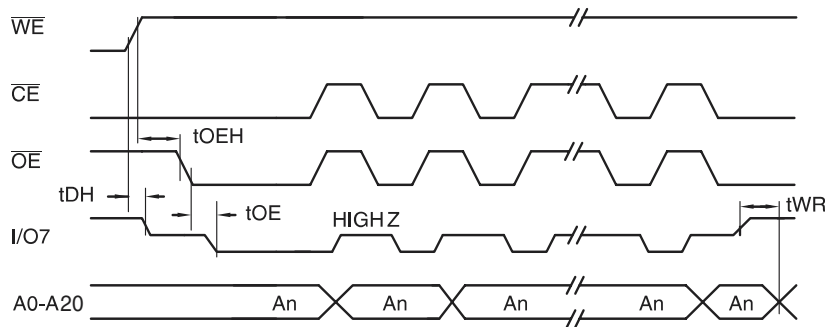 WE
CE
tOEH
OE
tDH
tOE
HIGH Z
tWR
I/O7
A0-A20 An An An An An